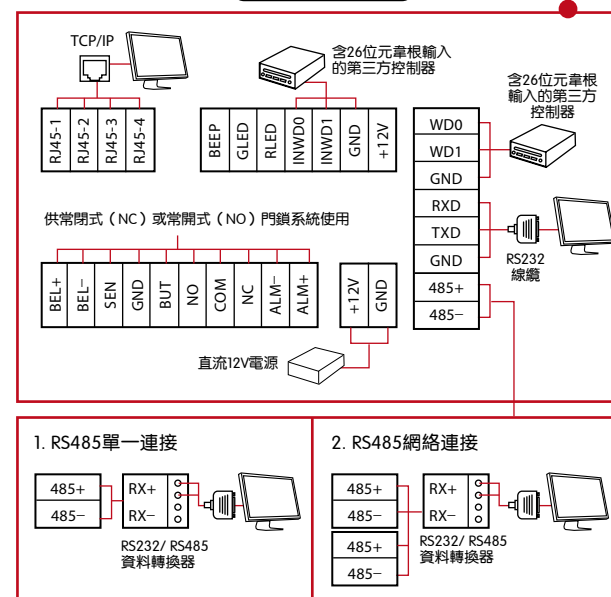 TCP/IP
RJ45-1
RJ45-2
RJ45-3
RJ45-4
含26位元韋根輸入
的第三方控制器
BEEP
GLED
RLED
INWD0
INWD1
GND
+12V
含26位元韋根
輸入的第三方
控制器
WD0
WD1
GND
RXD
TXD
GND
485+
485−
RS232
線纜
供常閉式（NC）或常開式（NO）門鎖系統使用
BEL+
BEL−
SEN
GND
BUT
NO
COM
NC
ALM−
ALM+
+12V
GND
直流12V電源
1. RS485單一連接
485+
485−
RX+
RX−
RS232/ RS485
資料轉換器
2. RS485網絡連接
485+
485−
485+
485−
RX+
RX−
RS232/ RS485
資料轉換器